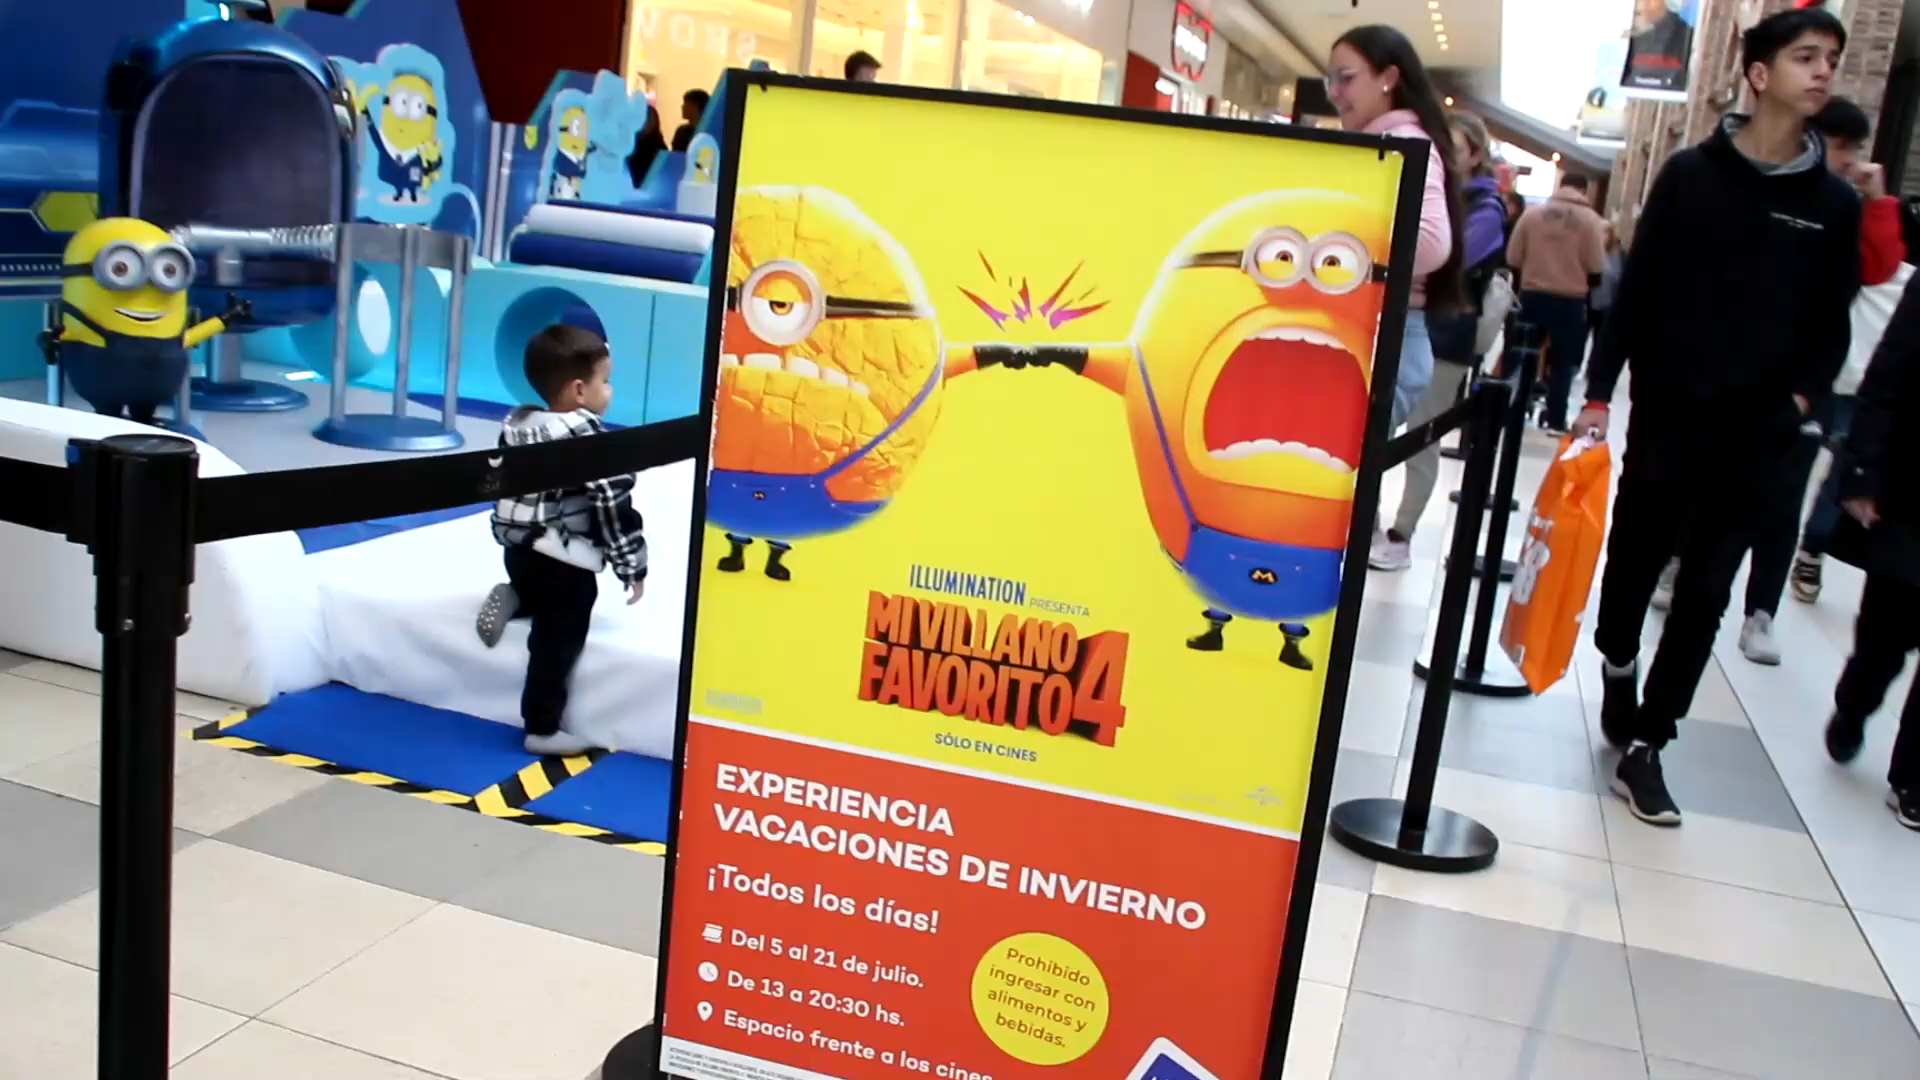 ILLUMINATION PRESENTA
MI VILLANO
FAVORITO 4
SÓLO EN CINES
EXPERIENCIA
VACACIONES DE INVIERNO
¡Todos los días!
Del 5 al 21 de julio.
De 13 a 20:30 hs.
Espacio frente a los cines
Prohibido
ingresar con
alimentos y
bebidas.